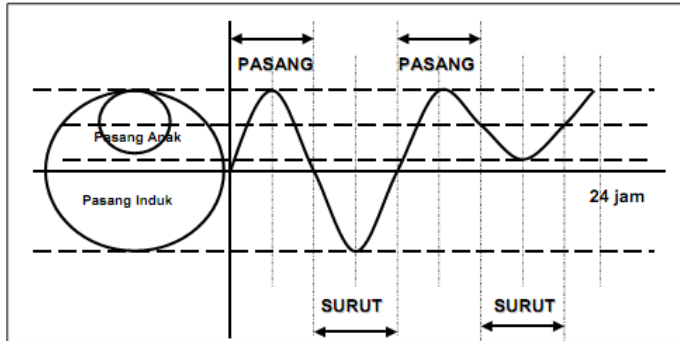 PASANG
PASANG
Pasang Anak
Pasang Induk
24 jam
SURUT
SURUT